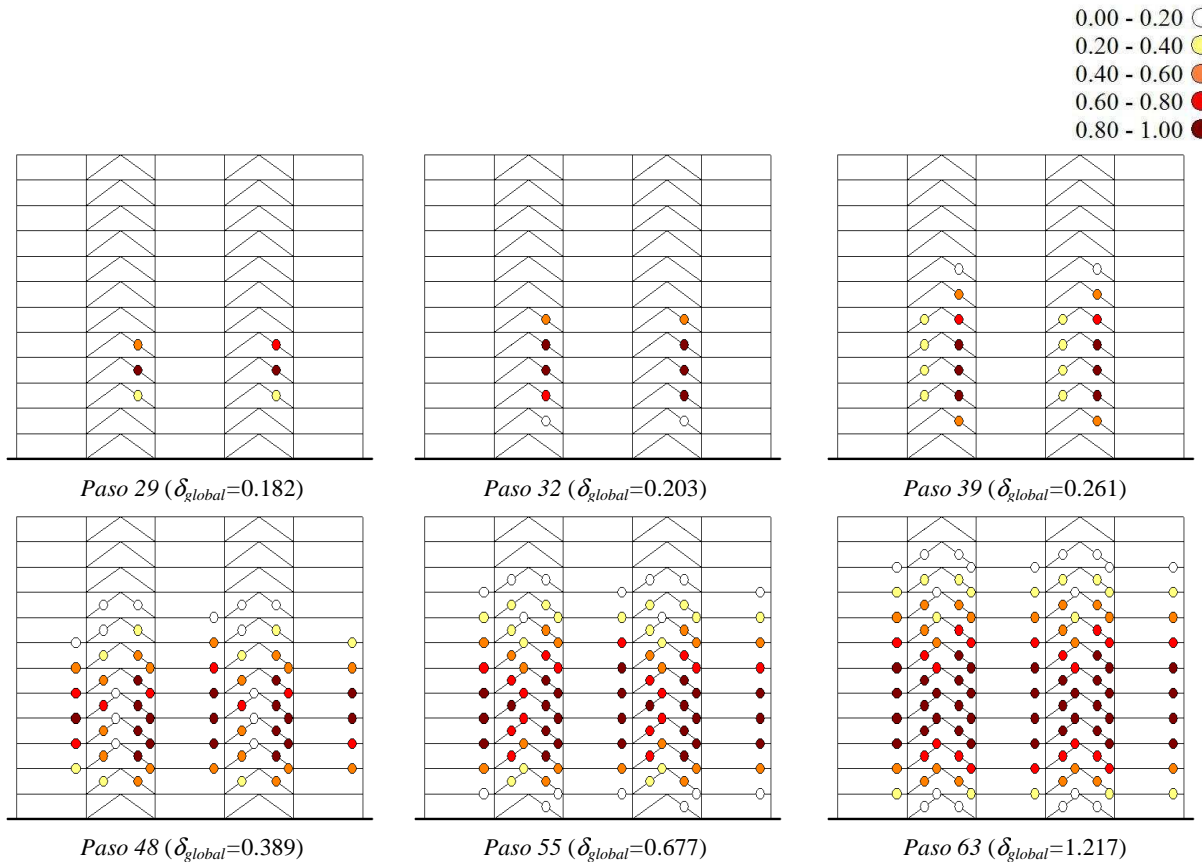 0.00 - 0.20
0.20 - 0.40
0.40 - 0.60
0.60 - 0.80
0.80 - 1.00
Paso 29 (δglobal=0.182)
Paso 32 (δglobal=0.203)
Paso 39 (δglobal=0.261)
Paso 48 (δglobal=0.389)
Paso 55 (δglobal=0.677)
Paso 63 (δglobal=1.217)